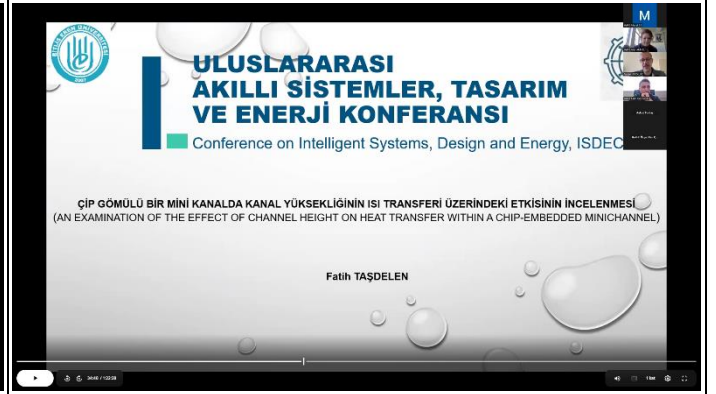 M
ULUSLARARASI
AKILLI SİSTEMLER, TASARIM
VE ENERJİ KONFERANSI
Conference on Intelligent Systems, Design and Energy, ISDEC
ÇİP GÖMÜLÜ BİR MİNİ KANALDA KANAL YÜKSEKLİĞİNİN ISI TRANSFERİ ÜZERİNDEKİ ETKİSİNİN İNCELENMESİ
(AN EXAMINATION OF THE EFFECT OF CHANNEL HEIGHT ON HEAT TRANSFER WITHIN A CHIP-EMBEDDED MINICHANNEL)
Fatih TAŞDELEN